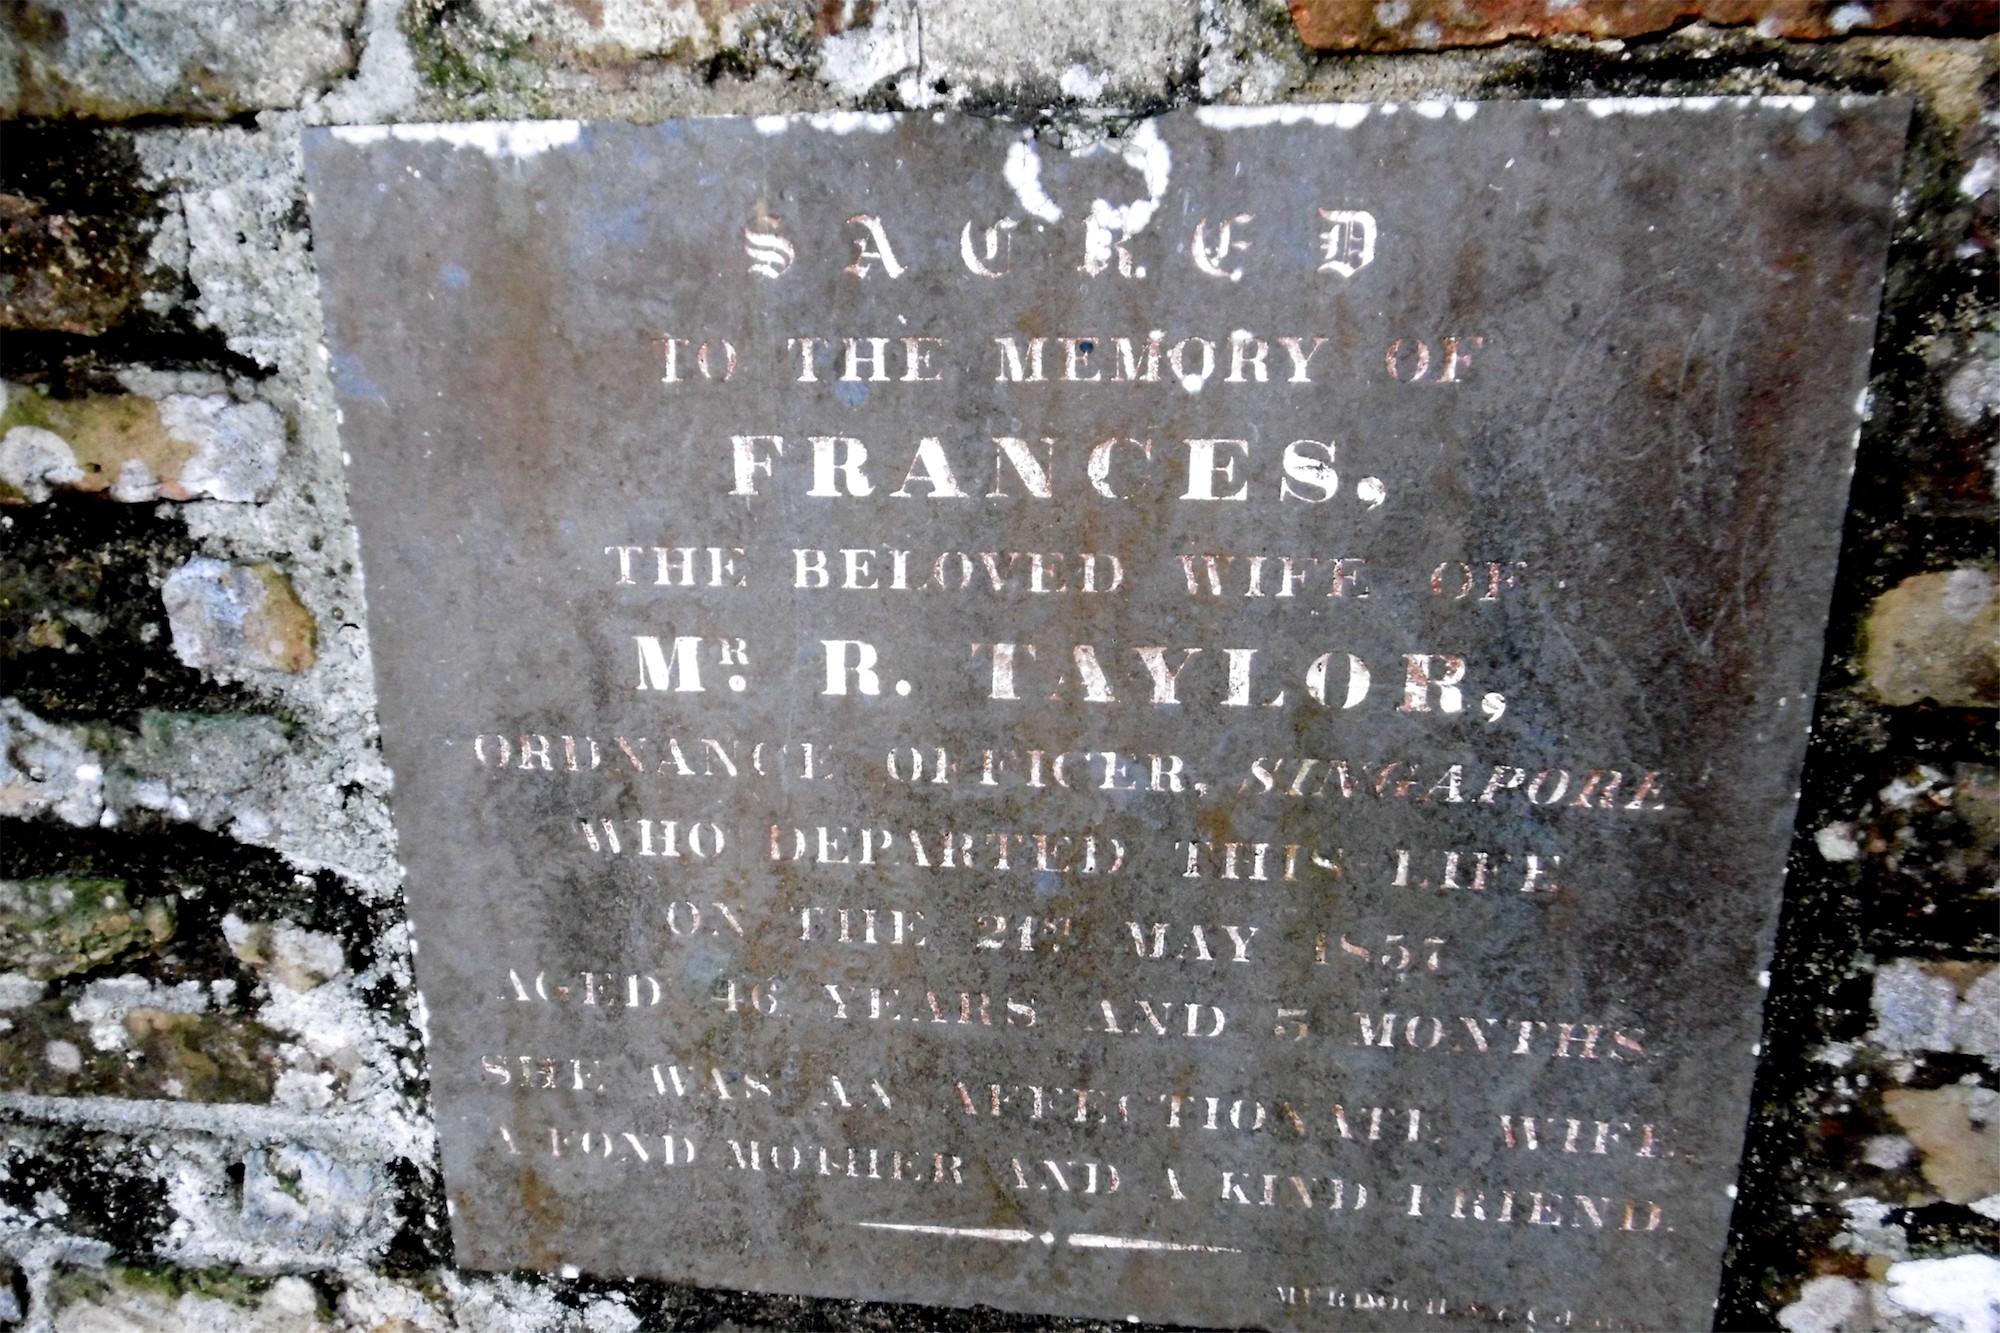 SACRED
TO THE MEMORY OF
FRANCES,
THE BELOVED WIFE OF
MR. R. TAYLOR,
ORDNANCE OFFICER, SINGAPORE
WHO DEPARTED THIS LIFE
ON THE 21ST MAY 1857
AGED 46 YEARS AND 5 MONTHS
SHE WAS AN AFFECTIONATE WIFE
A FOND MOTHER AND A KIND FRIEND.
MURDOCH